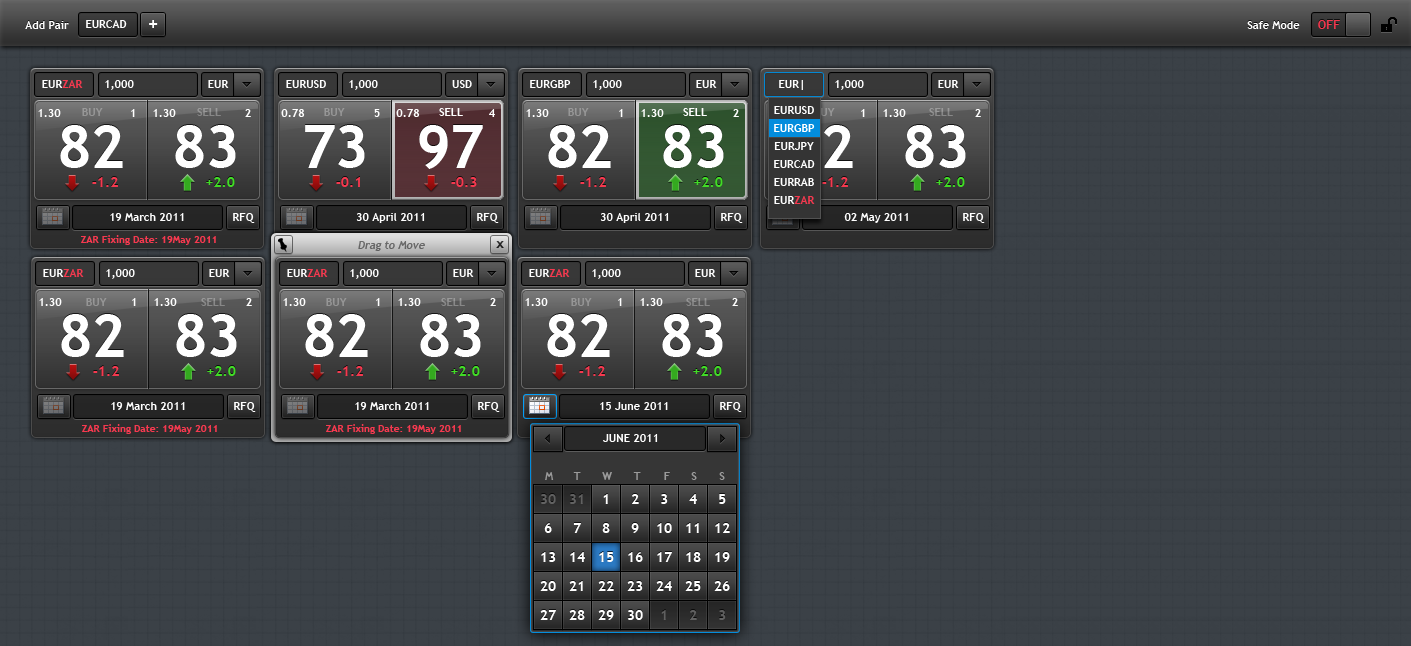 Add Pair EURCAD + Safe Mode OFF
EURZAR 1,000 EUR
1.30 BUY 1 1.30 SELL 2
82 83
-1.2 +2.0
19 March 2011 RFQ
ZAR Fixing Date: 19May 2011
EURUSD 1,000 USD
0.78 BUY 5 0.78 SELL 4
73 97
-0.1 -0.3
30 April 2011 RFQ
EURGBP 1,000 EUR
1.30 BUY 1 1.30 SELL 2
82 83
-1.2 +2.0
30 April 2011 RFQ
EUR 1,000 EUR
EURUSD
EURGBP
EURJPY
EURCAD
EURRAB
EURZAR
UY 1 1.30 SELL 2
2 83
-1.2 +2.0
02 May 2011 RFQ
EURZAR 1,000 EUR
1.30 BUY 1 1.30 SELL 2
82 83
-1.2 +2.0
19 March 2011 RFQ
ZAR Fixing Date: 19May 2011
Drag to Move X
EURZAR 1,000 EUR
1.30 BUY 1 1.30 SELL 2
82 83
-1.2 +2.0
19 March 2011 RFQ
ZAR Fixing Date: 19May 2011
EURZAR 1,000 EUR
1.30 BUY 1 1.30 SELL 2
82 83
-1.2 +2.0
15 June 2011 RFQ
JUNE 2011
M T W T F S S
30 31 1 2 3 4 5
6 7 8 9 10 11 12
13 14 15 16 17 18 19
20 21 22 23 24 25 26
27 28 29 30 1 2 3